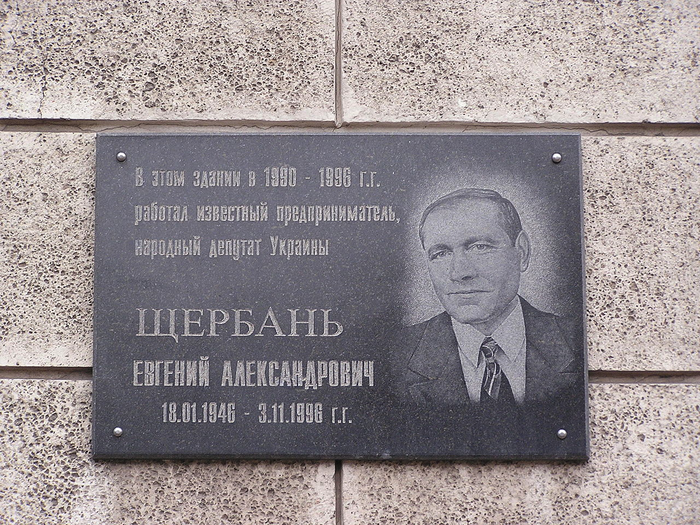 В этом здании в 1990 - 1996 г.г.
работал известный предприниматель,
народный депутат Украины
ЩЕРБАНЬ
ЕВГЕНИЙ АЛЕКСАНДРОВИЧ
18.01.1946 - 3.11.1996 г.г.